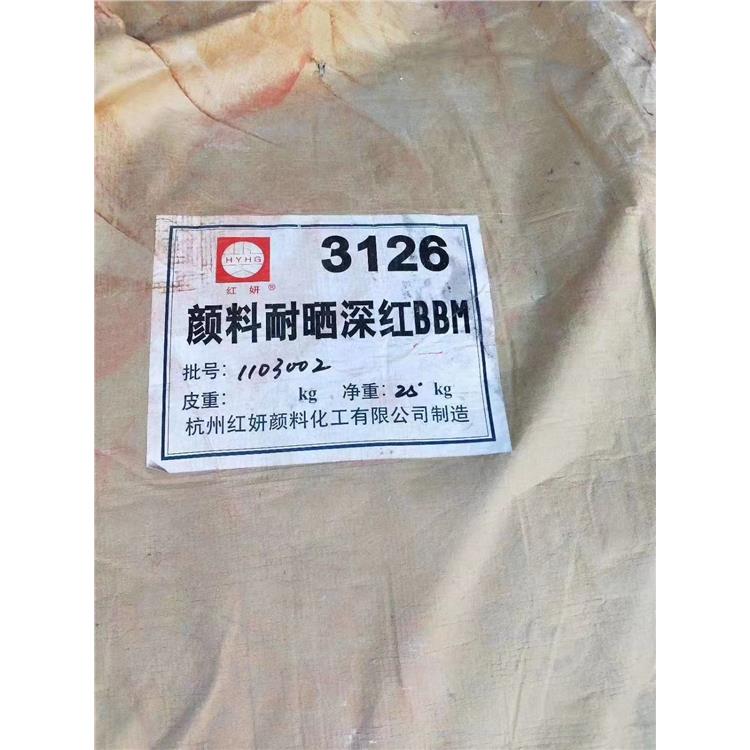 3126
HYHG
红妍®
颜料耐晒深红BBM
批号: 1103002
皮重: kg 净重: 25 kg
杭州红妍颜料化工有限公司制造